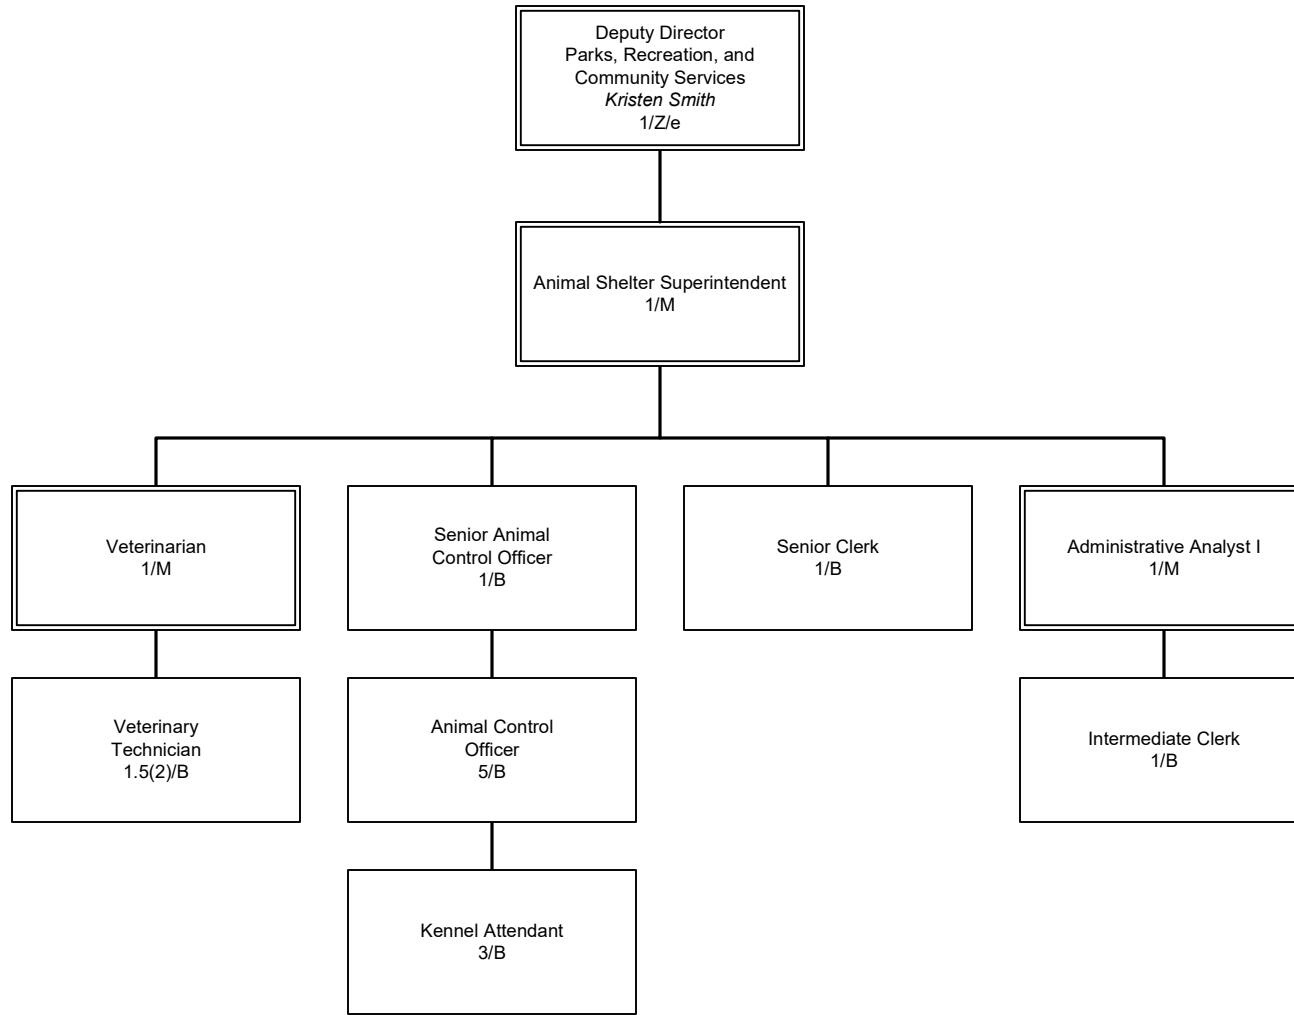 Deputy Director
Parks, Recreation, and
Community Services
Kristen Smith
1/Z/e
Animal Shelter Superintendent
1/M
Veterinarian
1/M
Senior Animal
Control Officer
1/B
Senior Clerk
1/B
Administrative Analyst I
1/M
Veterinary
Technician
1.5(2)/B
Animal Control
Officer
5/B
Intermediate Clerk
1/B
Kennel Attendant
3/B